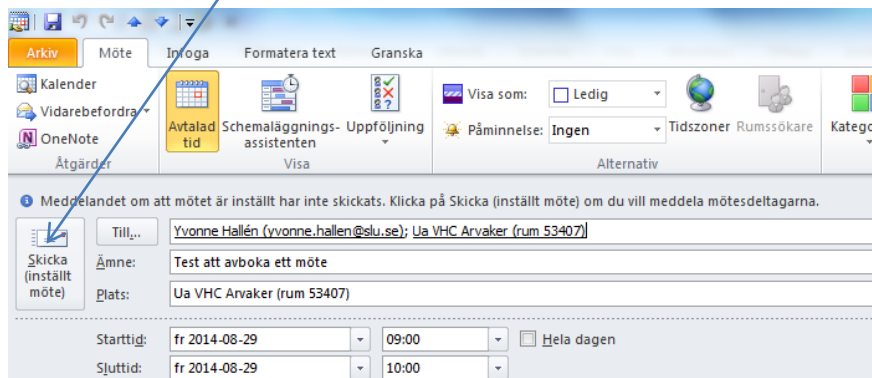 Arkiv Möte Infoga Formatera text Granska
Kalender
Vidarebefordra
OneNote
Åtgärder
Avtalad tid
Schemaläggnings-assistenten
Uppföljning
Visa
Visa som: Ledig
Påminnelse: Ingen
Tidszoner Rumssökare
Alternativ
Katego
Meddelandet om att mötet är inställt har inte skickats. Klicka på Skicka (inställt möte) om du vill meddela mötesdeltagarna.
Skicka
(inställt
möte)
Till... Yvonne Hallén (yvonne.hallen@slu.se); Ua VHC Arvaker (rum 53407)
Ämne: Test att avboka ett möte
Plats: Ua VHC Arvaker (rum 53407)
Starttid: fr 2014-08-29 09:00 Hela dagen
Sluttid: fr 2014-08-29 10:00